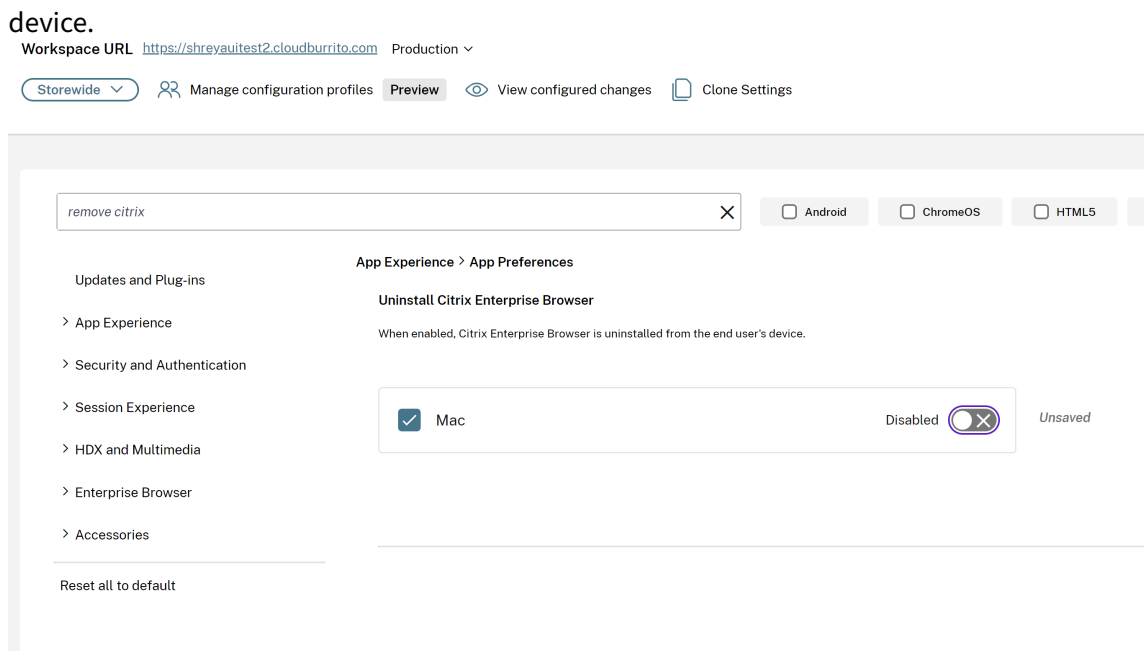 device.
Workspace URL https://shreyauitest2.cloudburrito.com Production
Storewide Manage configuration profiles Preview View configured changes Clone Settings
remove citrix Android ChromeOS HTML5
App Experience > App Preferences
Updates and Plug-ins
Uninstall Citrix Enterprise Browser
App Experience
When enabled, Citrix Enterprise Browser is uninstalled from the end user's device.
Security and Authentication
Session Experience
Mac Disabled Unsaved
HDX and Multimedia
Enterprise Browser
Accessories
Reset all to default